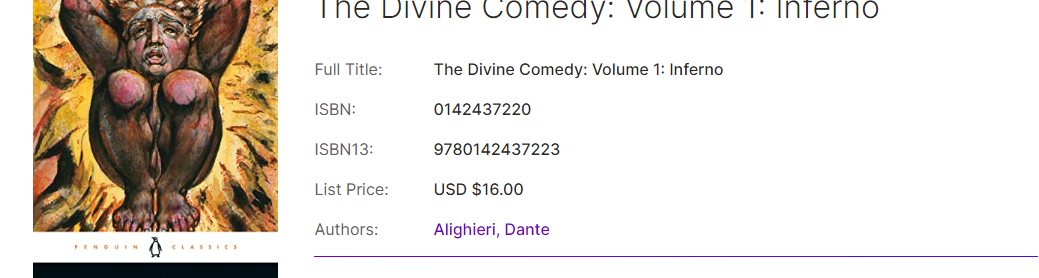 The Divine Comedy: Volume 1: Inferno
Full Title: The Divine Comedy: Volume 1: Inferno
ISBN: 0142437220
ISBN13: 9780142437223
List Price: USD $16.00
Authors: Alighieri, Dante
PENGUIN CLASSICS